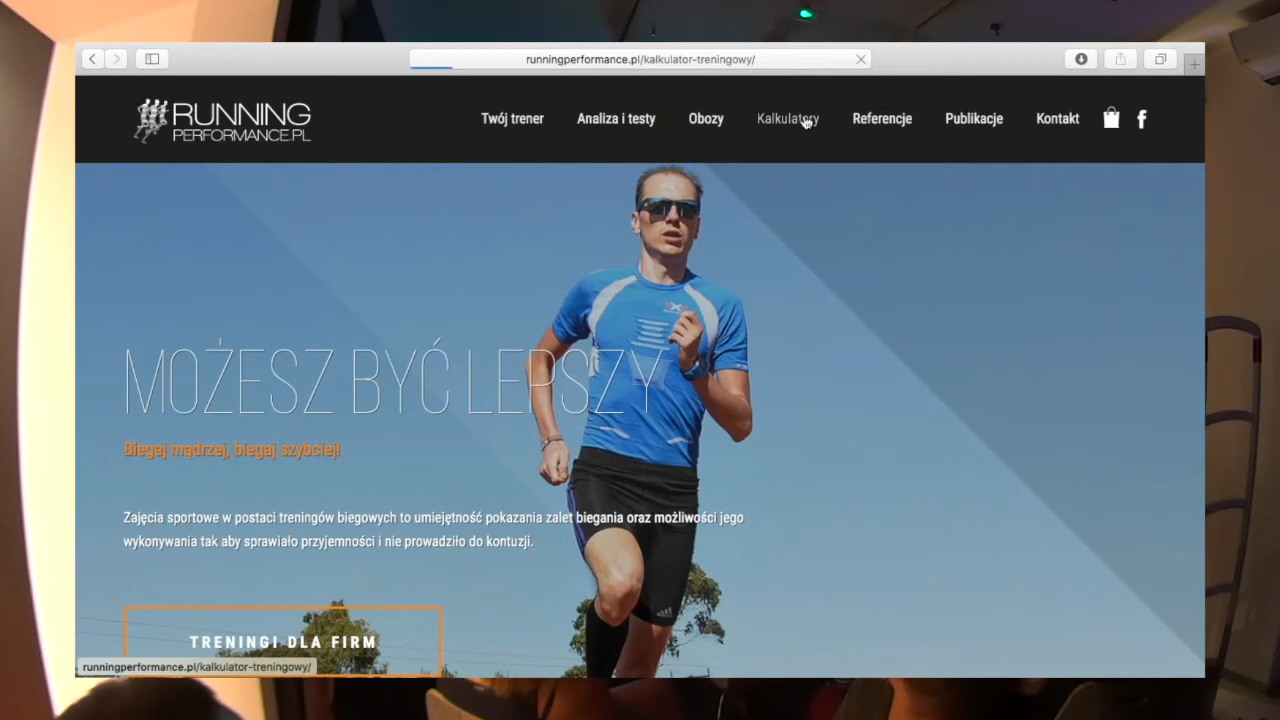 runningperformance.pl/kalkulator-treningowy/
RUNNING
PERFORMANCE.PL
Twój trener
Analiza i testy
Obozy
Kalkulatory
Referencje
Publikacje
Kontakt
MOŻESZ BYĆ LEPSZY
Biegaj mądrzej, biegaj szybciej!
Zajęcia sportowe w postaci treningów biegowych to umiejętność pokazania zalet biegania oraz możliwości jego
wykonywania tak aby sprawiało przyjemności i nie prowadziło do kontuzji.
TRENINGI DLA FIRM
runningperformance.pl/kalkulator-treningowy/